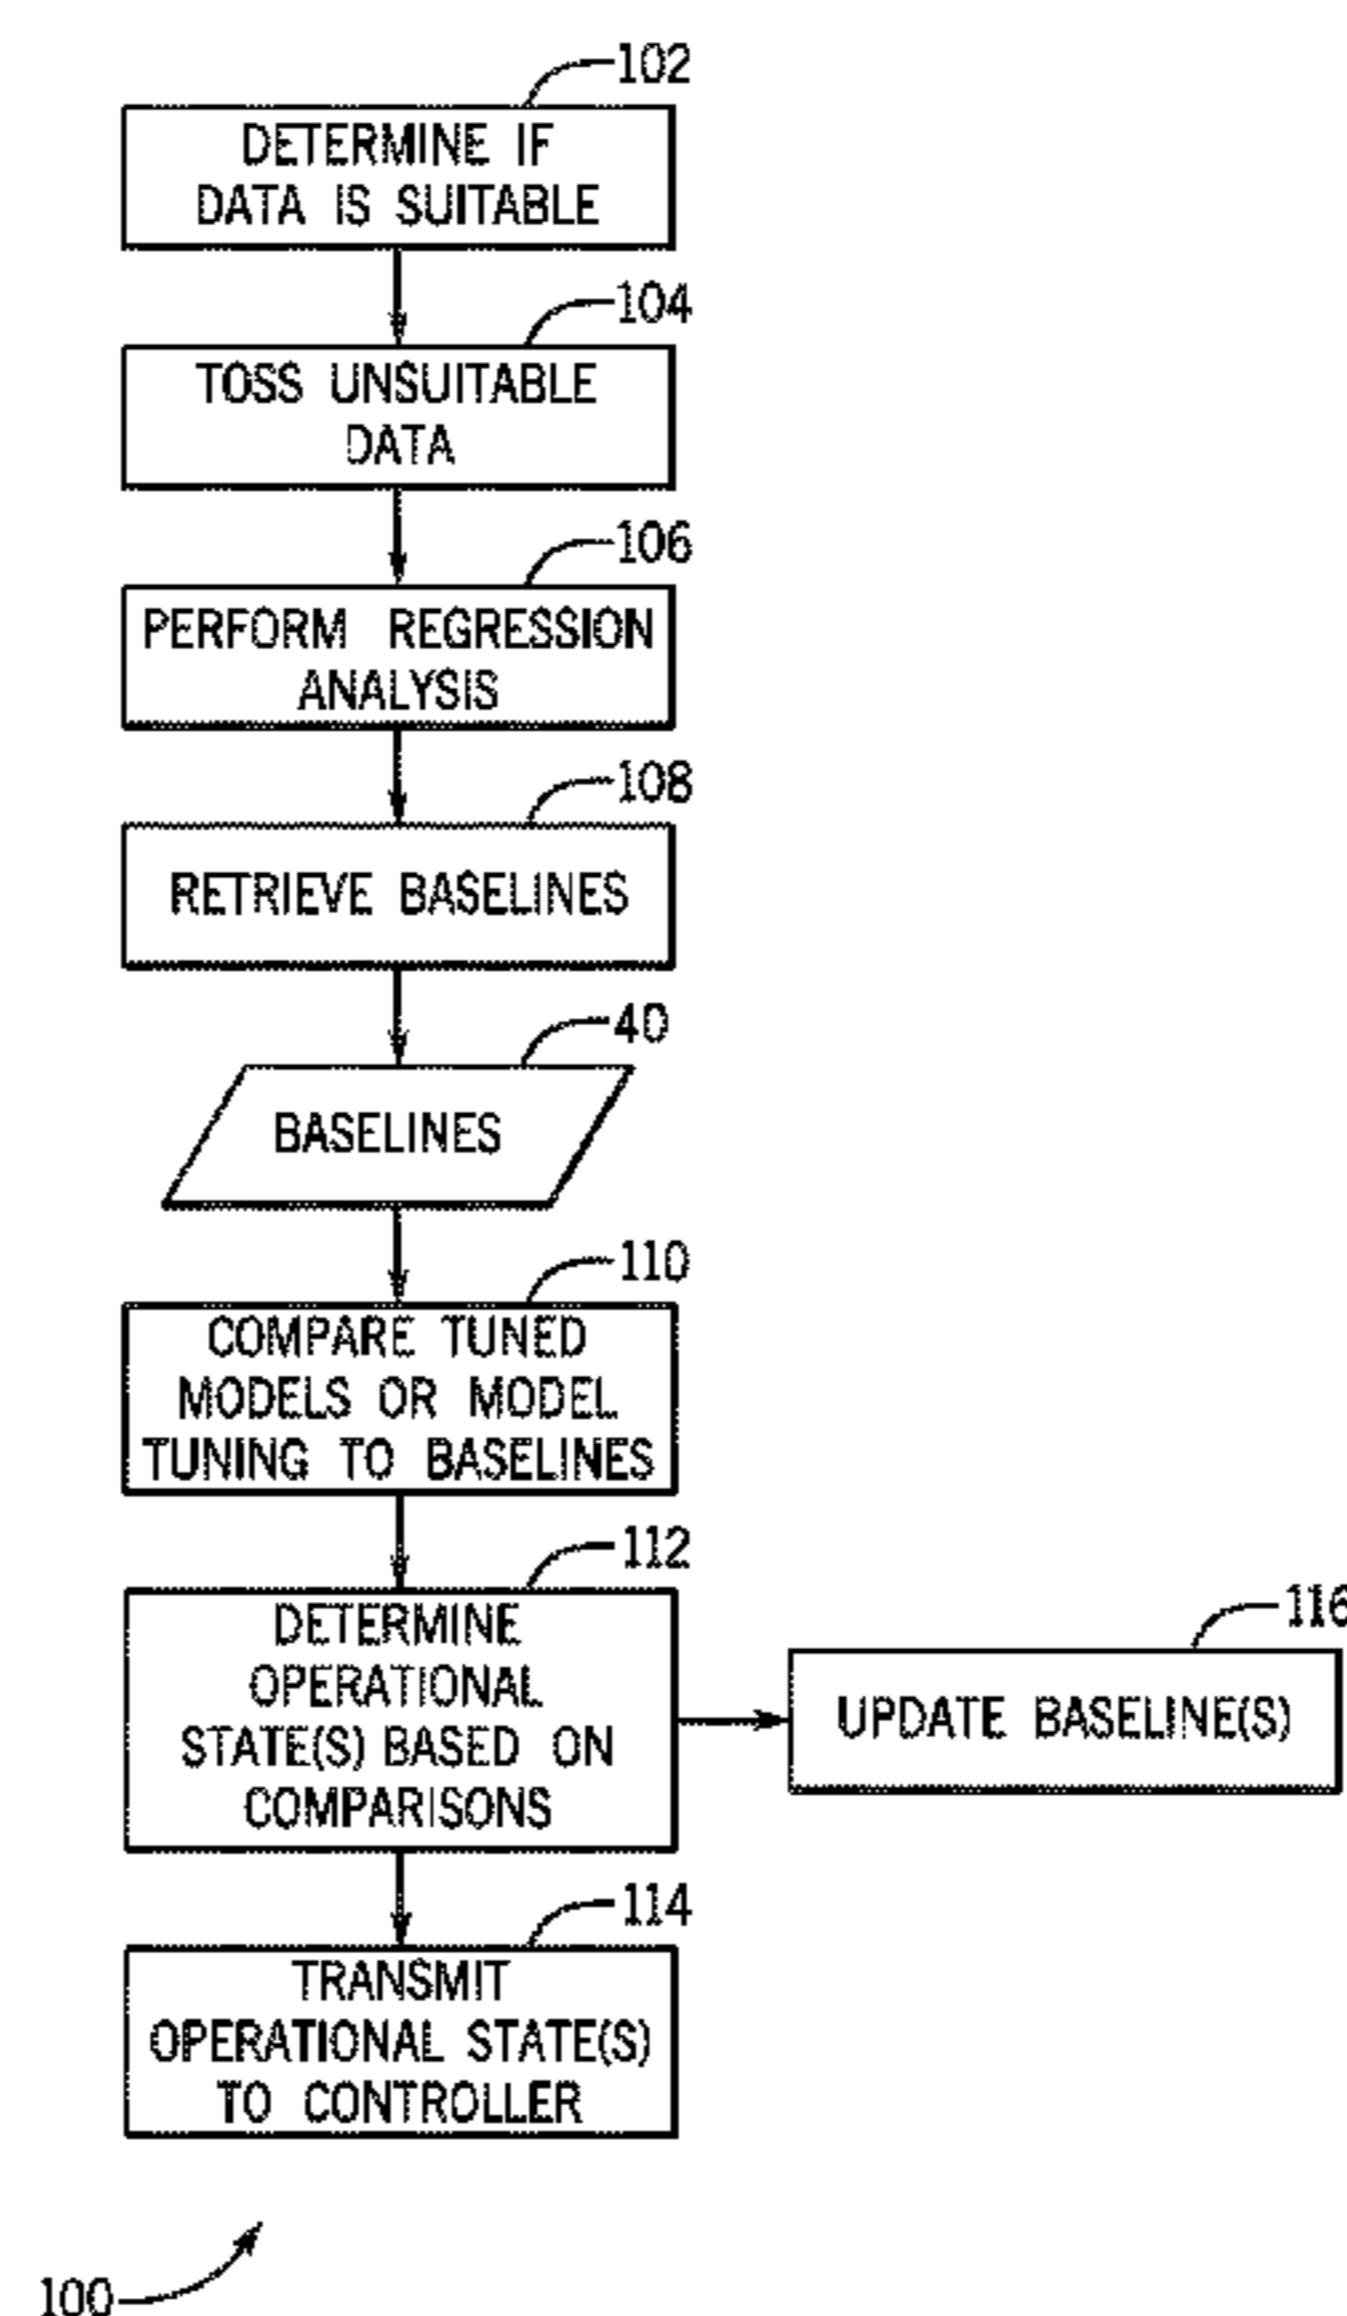 102
DETERMINE IF
DATA IS SUITABLE
104
TOSS UNSUITABLE
DATA
106
PERFORM REGRESSION
ANALYSIS
108
RETRIEVE BASELINES
40
BASELINES
110
COMPARE TUNED
MODELS OR MODEL
TUNING TO BASELINES
112
DETERMINE
OPERATIONAL
STATE(S) BASED ON
COMPARISONS
116
UPDATE BASELINE(S)
114
TRANSMIT
OPERATIONAL STATE(S)
TO CONTROLLER
100